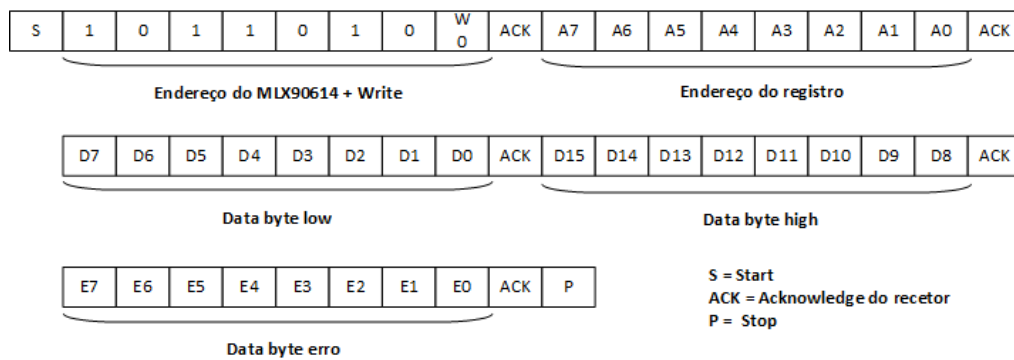 S 1 0 1 1 0 1 0 W 0 ACK A7 A6 A5 A4 A3 A2 A1 A0 ACK
Endereço do MLX90614 + Write Endereço do registro
D7 D6 D5 D4 D3 D2 D1 D0 ACK D15 D14 D13 D12 D11 D10 D9 D8 ACK
Data byte low Data byte high
E7 E6 E5 E4 E3 E2 E1 E0 ACK P
Data byte erro
S = Start
ACK = Acknowledge do recetor
P = Stop